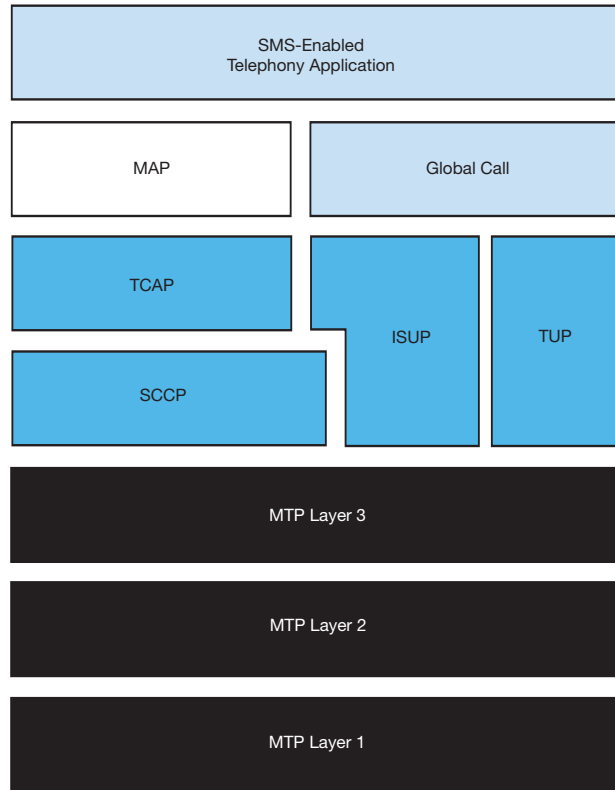 SMS-Enabled
Telephony Application
MAP
Global Call
TCAP
ISUP
TUP
SCCP
MTP Layer 3
MTP Layer 2
MTP Layer 1